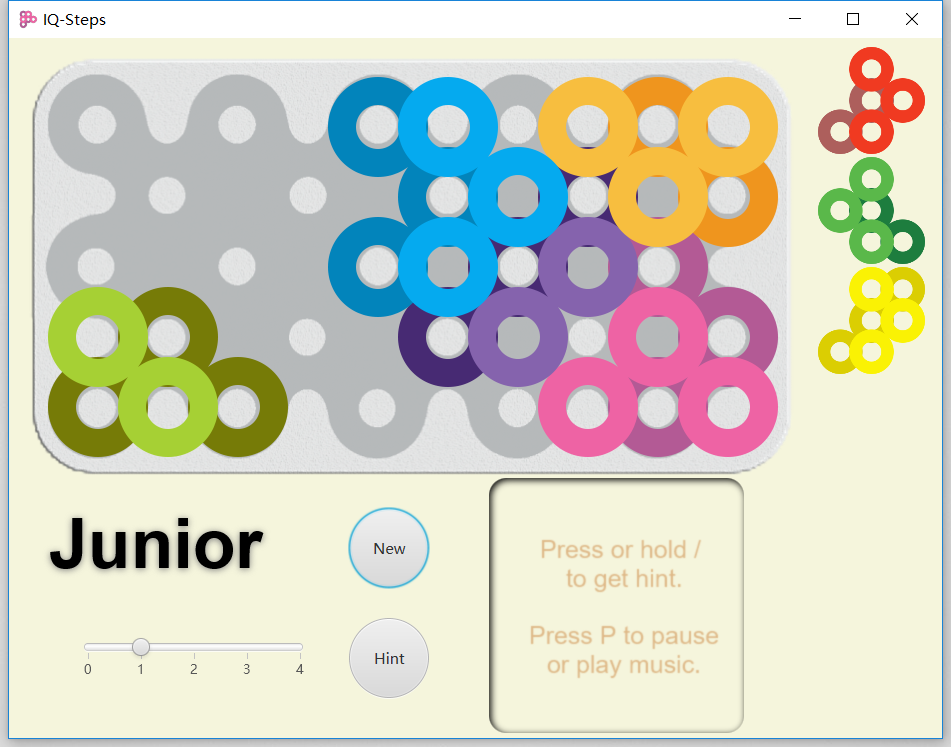 IQ-Steps
Junior
New
Press or hold /
to get hint.
Press P to pause
or play music.
Hint
0 1 2 3 4